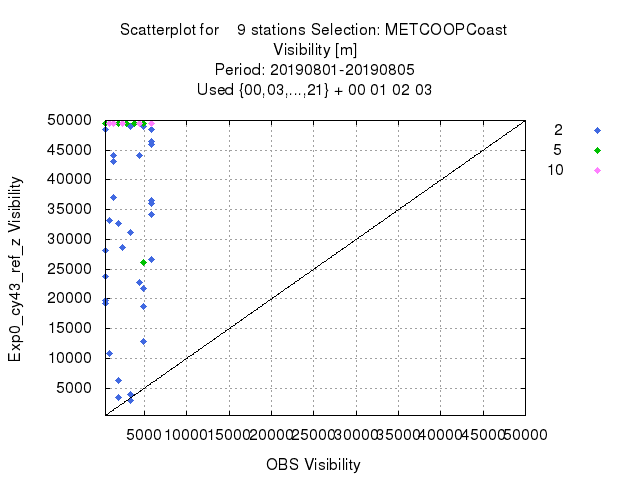 Scatterplot for 9 stations Selection: METCOOPCoast
Visibility [m]
Period: 20190801-20190805
Used {00,03,...,21} + 00 01 02 03
50000
45000
40000
35000
30000
25000
20000
15000
10000
5000
Exp0_cy43_ref_z Visibility
2
5
10
5000 10000 15000 20000 25000 30000 35000 40000 45000 50000
OBS Visibility